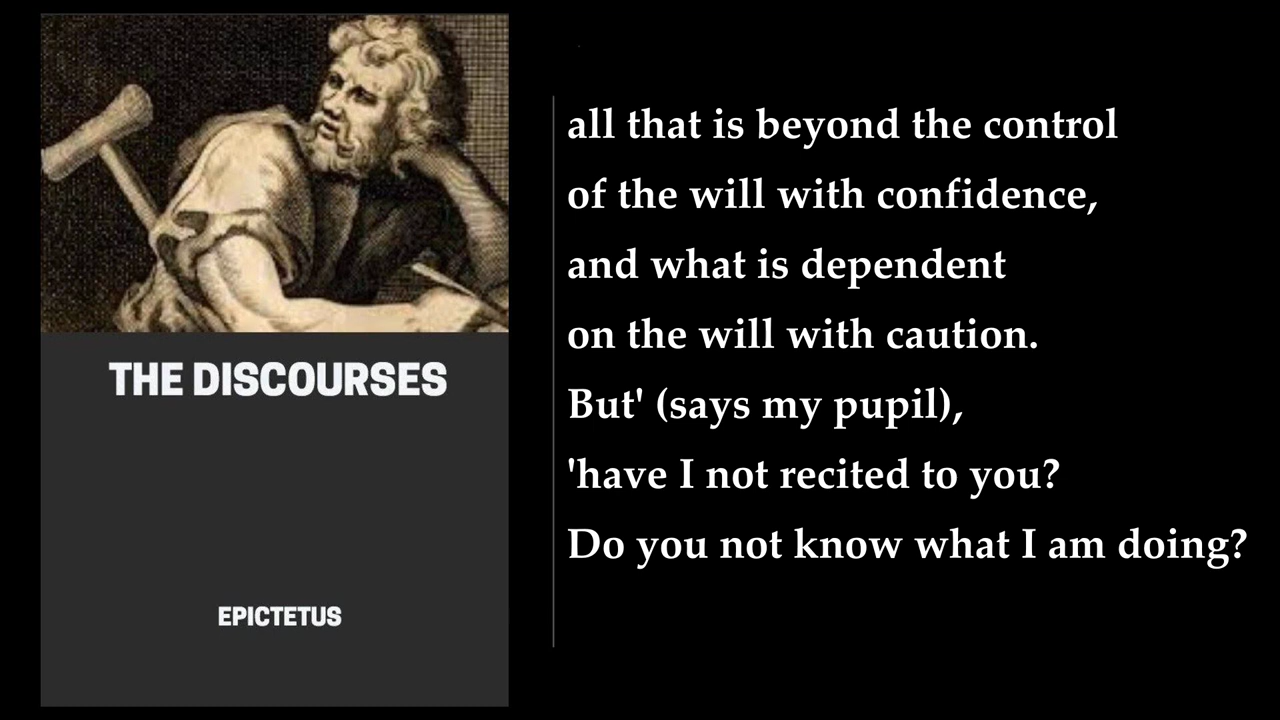 THE DISCOURSES
EPICTETUS
all that is beyond the control
of the will with confidence,
and what is dependent
on the will with caution.
But' (says my pupil),
'have I not recited to you?
Do you not know what I am doing?